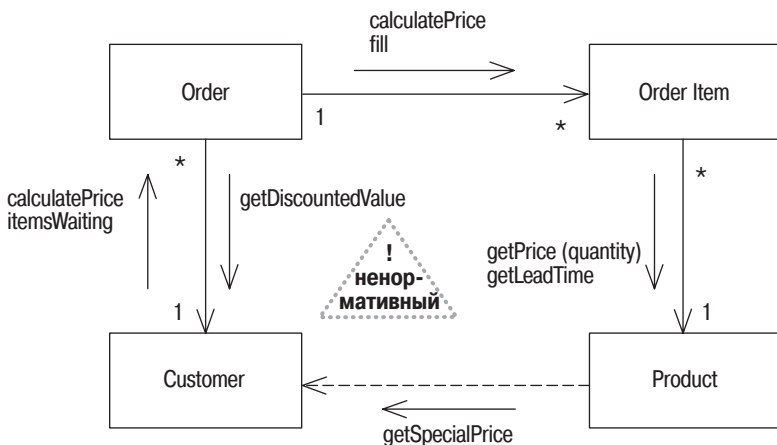 calculatePrice
fill
Order
Order Item
1
*
*
*
calculatePrice
itemsWaiting
getDiscountedValue
!
ненор-
мативный
getPrice (quantity)
getLeadTime
1
1
Customer
Product
getSpecialPrice